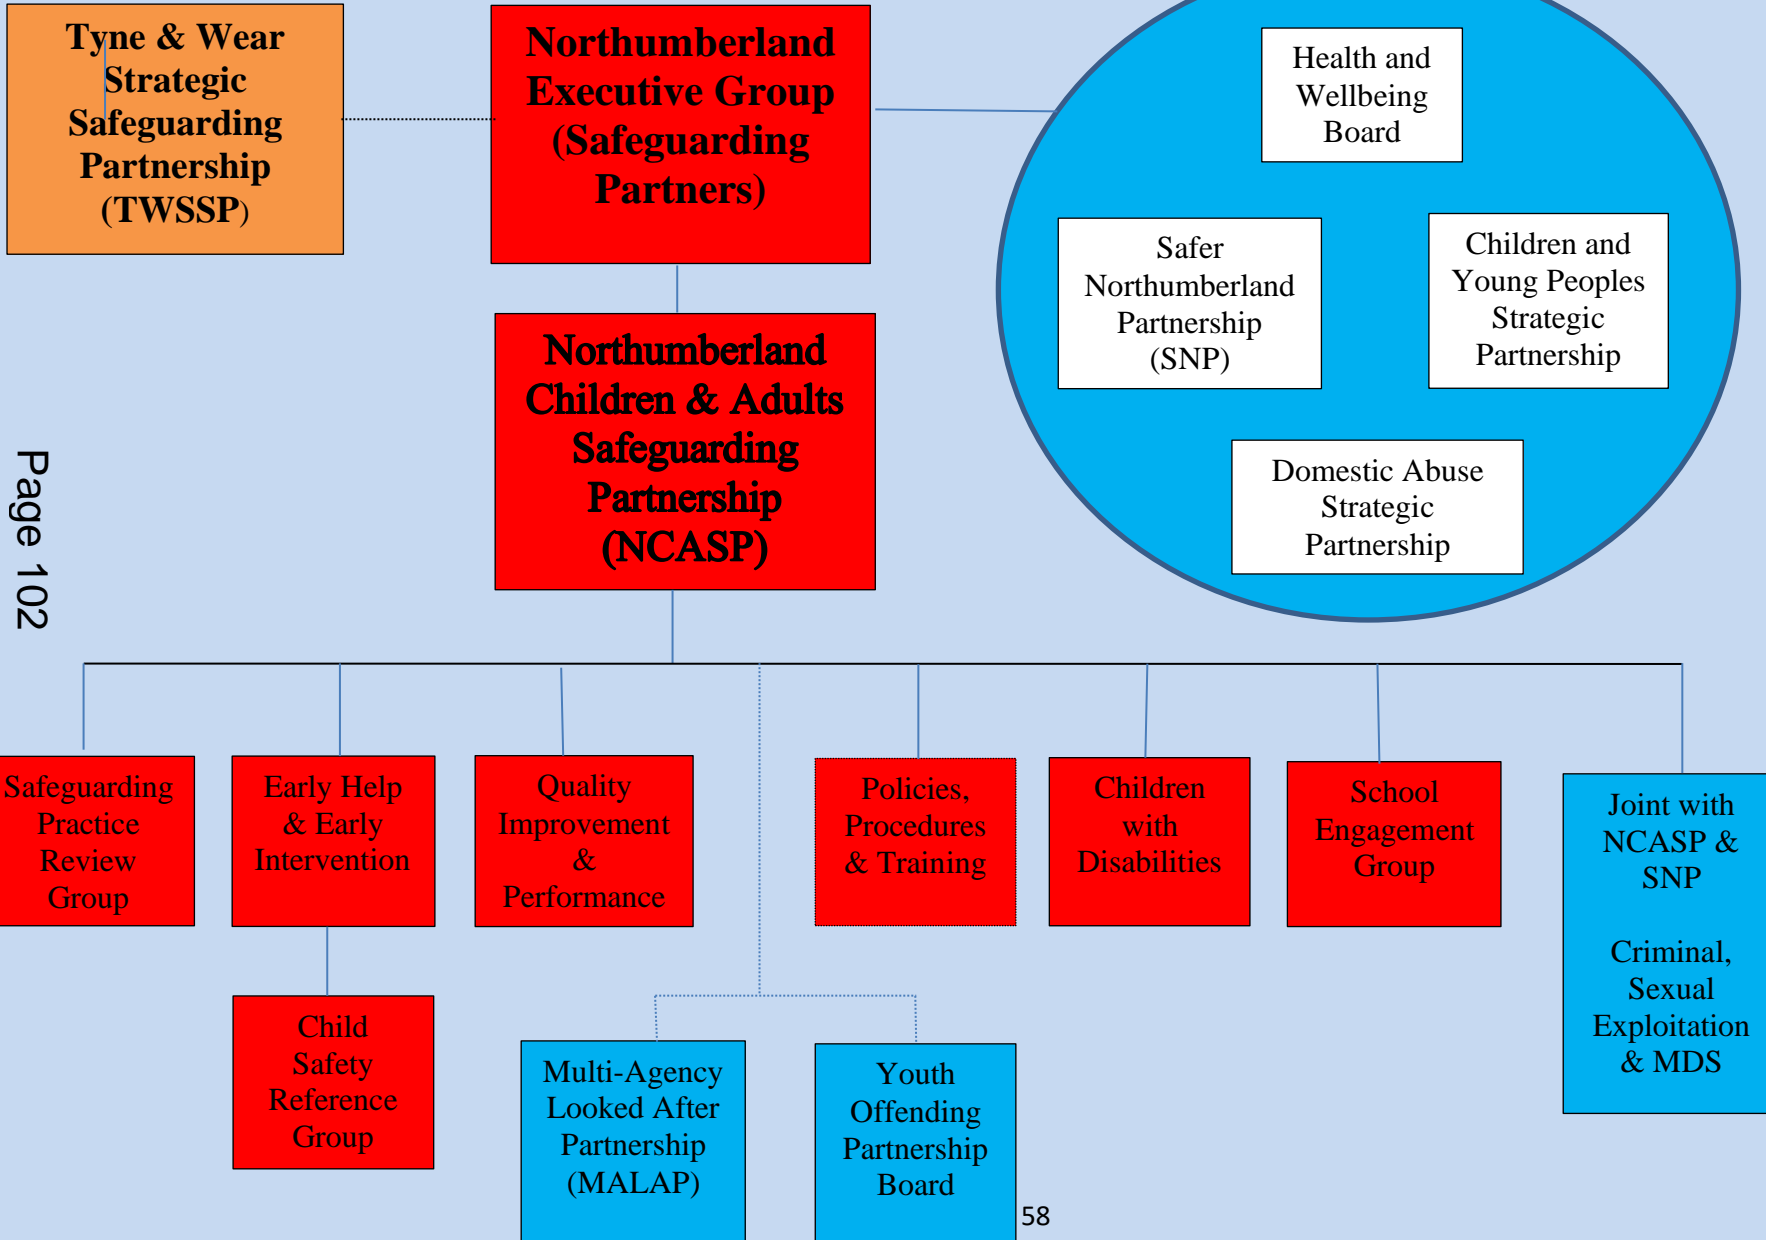 Tyne & Wear
Strategic
Safeguarding
Partnership
(TWSSP)
Northumberland
Executive Group
(Safeguarding
Partners)
Health and
Wellbeing
Board
Safer
Northumberland
Partnership
(SNP)
Children and
Young Peoples
Strategic
Partnership
Domestic Abuse
Strategic
Partnership
Northumberland
Children & Adults
Safeguarding
Partnership
(NCASP)
Page 102
Safeguarding
Practice
Review
Group
Early Help
& Early
Intervention
Quality
Improvement
&
Performance
Policies,
Procedures
& Training
Children
with
Disabilities
School
Engagement
Group
Joint with
NCASP &
SNP
Criminal,
Sexual
Exploitation
& MDS
Child
Safety
Reference
Group
Multi-Agency
Looked After
Partnership
(MALAP)
Youth
Offending
Partnership
Board
58